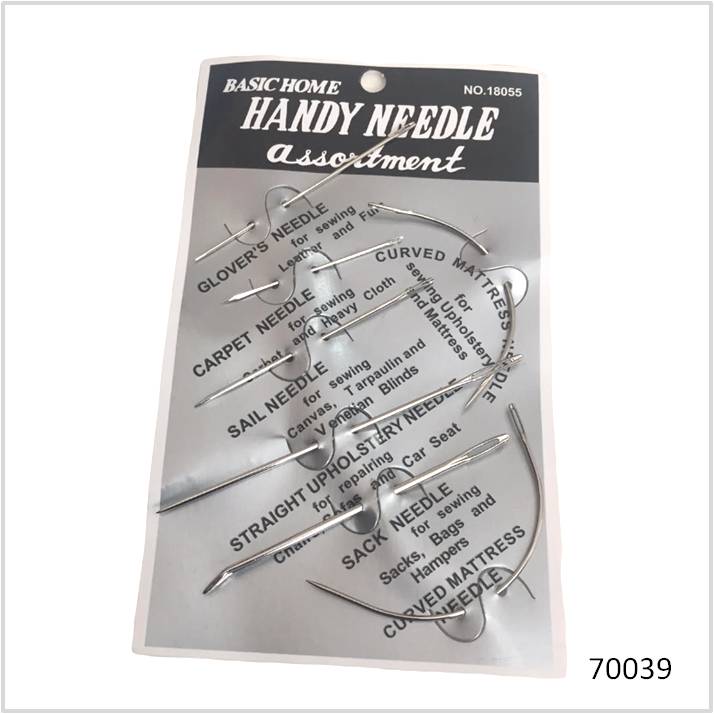 BASIC HOME
NO.18055
HANDY NEEDLE
assortment
GLOVER'S NEEDLE
for sewing
Leather and Fur
CARPET NEEDLE
for sewing
Carpet and Heavy Cloth
SAIL NEEDLE
for sewing
Canvas, Tarpaulin and
Venetian Blinds
STRAIGHT UPHOLSTERY NEEDLE
for repairing
Chairs, Sofas and Car Seat
SACK NEEDLE
for sewing
Sacks, Bags and
Hampers
CURVED MATTRESS NEEDLE
for
sewing Upholstery
and Mattress
CURVED MATTRESS
NEEDLE
70039